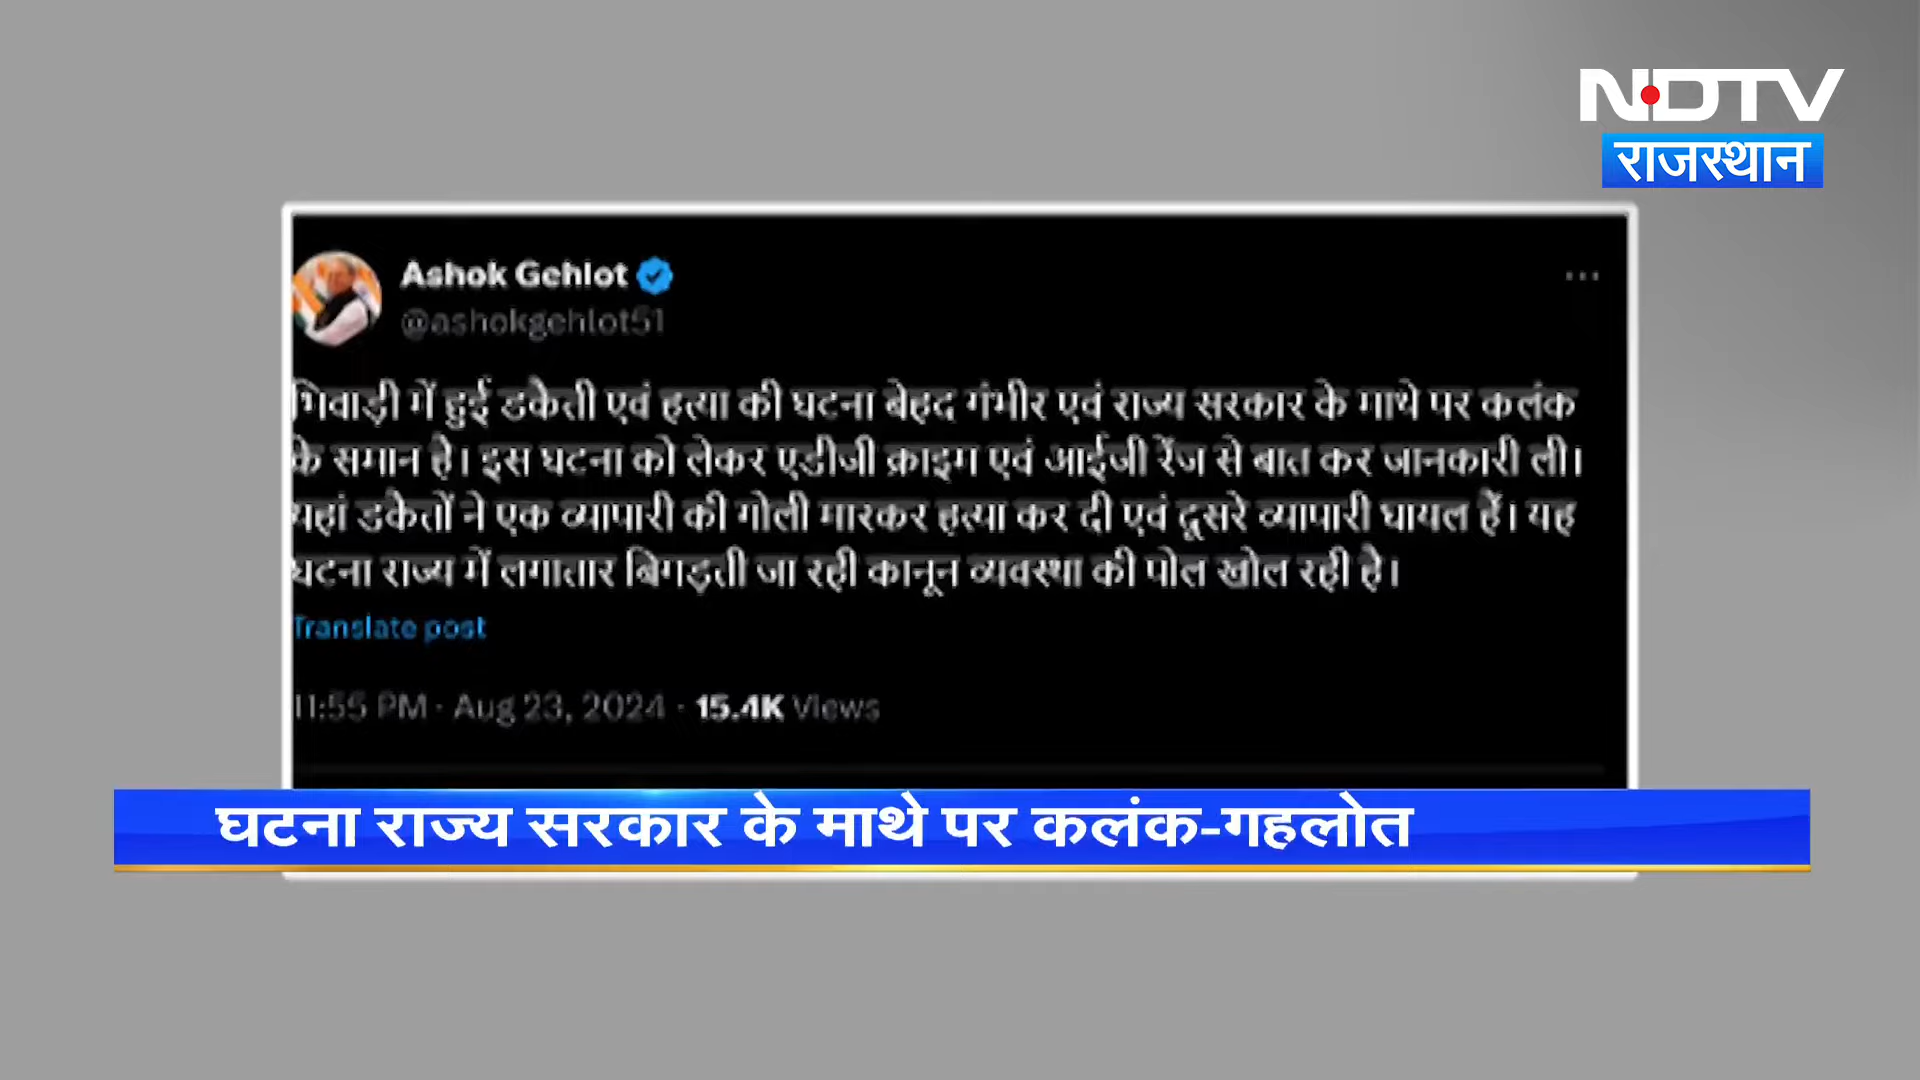 NDTV
राजस्थान
Ashok Gehlot
@ashokgehlot51
भिवाड़ी में हुई डकैती एवं हत्या की घटना बेहद गंभीर एवं राज्य सरकार के माथे पर कलंक
के समान है। इस घटना को लेकर एडीजी क्राइम एवं आईजी रेंज से बात कर जानकारी ली।
यहां डकैतों ने एक व्यापारी की गोली मारकर हत्या कर दी एवं दूसरे व्यापारी घायल हैं। यह
घटना राज्य में लगातार बिगड़ती जा रही कानून व्यवस्था की पोल खोल रही है।
Translate post
11:55 PM · Aug 23, 2024 · 15.4K Views
घटना राज्य सरकार के माथे पर कलंक-गहलोत